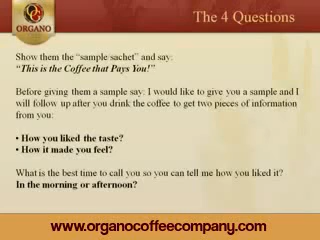 The 4 Questions
ORGANO
Show them the “sample sachet” and say:
“This is the Coffee that Pays You!”
Before giving them a sample say: I would like to give you a sample and I
will follow up after you drink the coffee to get two pieces of information
from you:
• How you liked the taste?
• How it made you feel?
What is the best time to call you so you can tell me how you liked it?
In the morning or afternoon?
www.organocoffeecompany.com